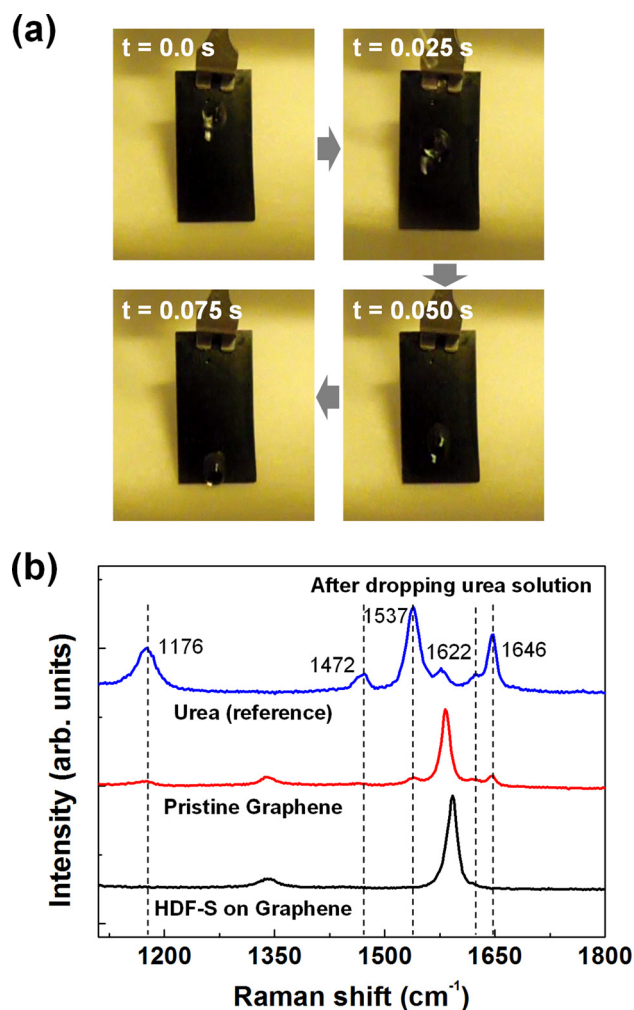 (a)
t = 0.0 s
t = 0.025 s
t = 0.075 s
t = 0.050 s
(b)
After dropping urea solution
1537
1176
1472
1622
1646
Urea (reference)
Pristine Graphene
HDF-S on Graphene
Intensity (arb. units)
1200 1350 1500 1650 1800
Raman shift (cm⁻¹)